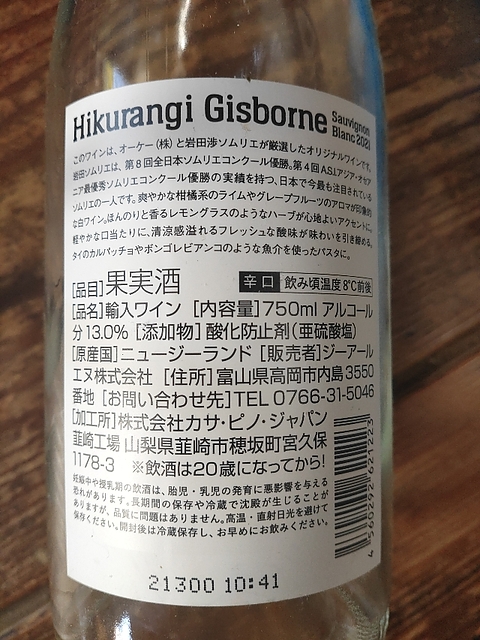 Hikurangi Gisborne Sauvignon Blanc 2021
このワインは、オーケー(株)と岩田渉ソムリエが厳選したオリジナルワインです。
岩田ソムリエは、第8回全日本ソムリエコンクール優勝。第4回A.S.Iアジア・オセア
ニア最優秀ソムリエコンクール優勝の実績を持つ、日本で今最も注目されている
ソムリエの一人です。爽やかな柑橘系のライムやグレープフルーツのアロマが印象的
な白ワイン。ほんのりと香るレモングラスのようなハーブが心地よいアクセントに。
軽やかな口当たりに、清涼感溢れるフレッシュな酸味が味わいを引き締める。
タイのカルパッチョやボンゴレビアンコのような魚介を使ったパスタに。
[品目]果実酒 辛口 飲み頃温度 8℃前後
[品名]輸入ワイン [内容量]750ml アルコール
分13.0% [添加物]酸化防止剤(亜硫酸塩)
[原産国]ニュージーランド [販売者]ジーアール
エヌ株式会社 [住所]富山県高岡市内島3550
番地 [お問い合わせ先]TEL 0766-31-5046
[加工所]株式会社カサ・ピノ・ジャパン
韮崎工場 山梨県韮崎市穂坂町宮久保
1178-3 ※飲酒は20歳になってから!
妊娠中や授乳期の飲酒は、胎児・乳児の発育に悪影響を与える
恐れがあります。長期間の保存や冷蔵で沈殿が生じることが
ありますが、品質に問題はありません。高温・直射日光を避けて
保存ください。開封後は冷蔵保存し、お早めにお飲みください。
4 560292 621223
21300 10:41